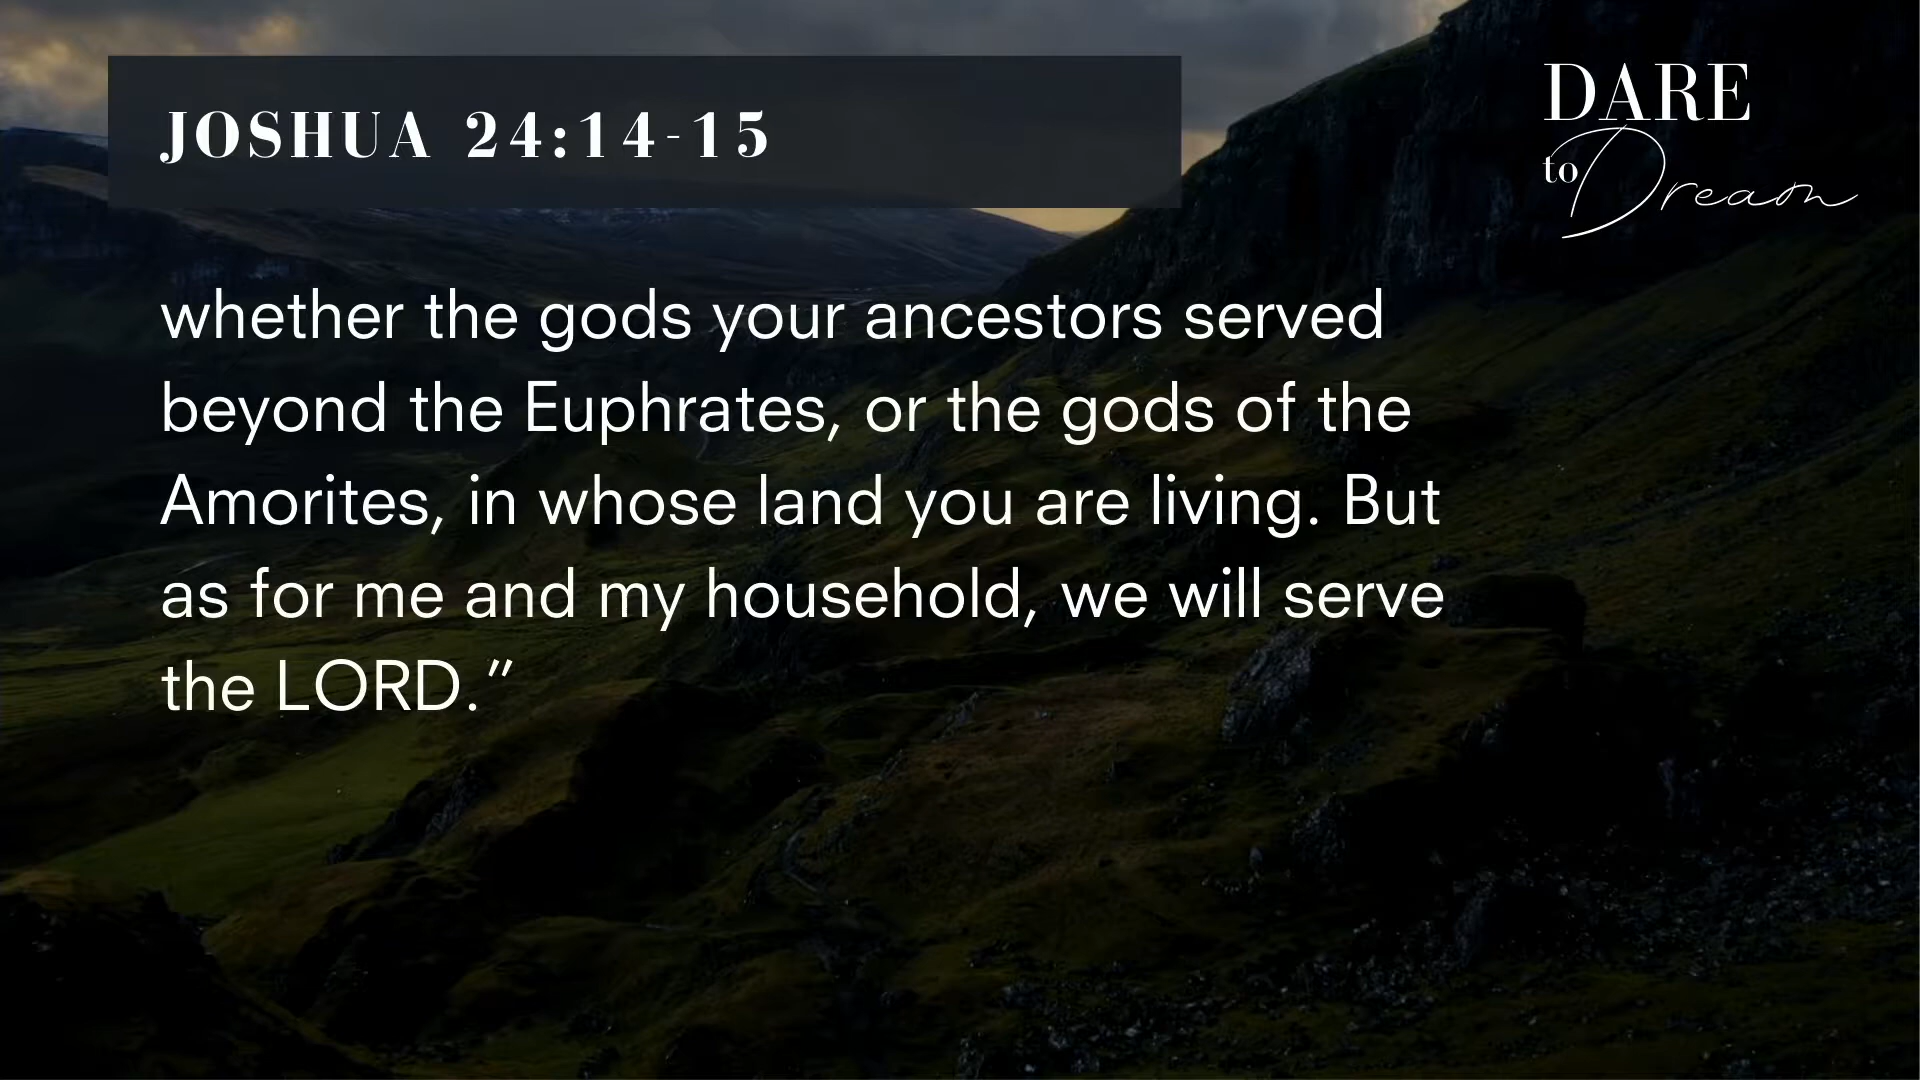 JOSHUA 24:14-15
DARE
to Dream
whether the gods your ancestors served
beyond the Euphrates, or the gods of the
Amorites, in whose land you are living. But
as for me and my household, we will serve
the LORD.”